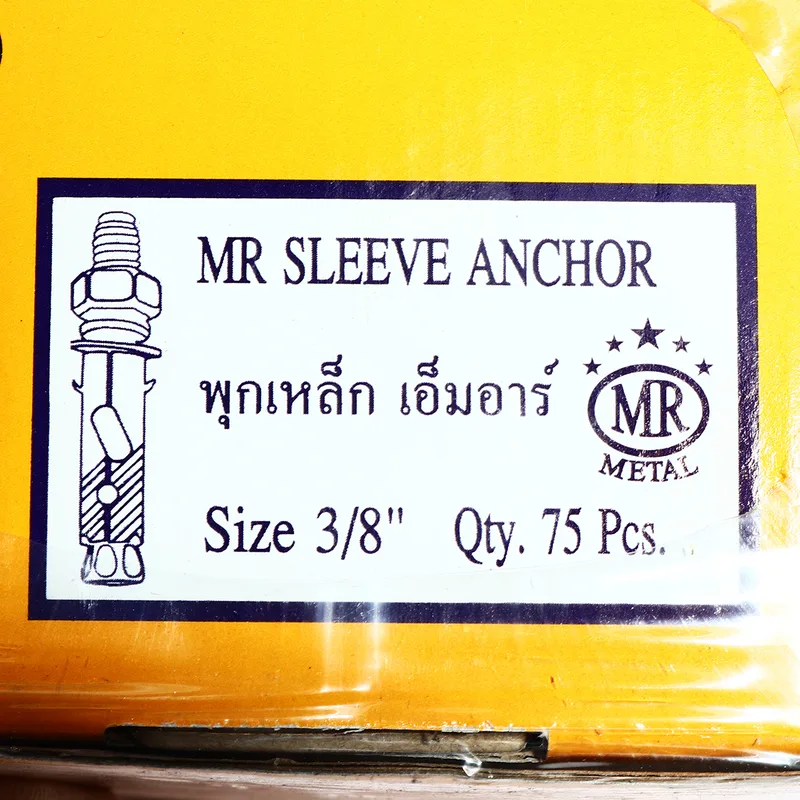 MR SLEEVE ANCHOR
พุกเหล็ก เอ็มอาร์
MR
METAL
Size 3/8" Qty. 75 Pcs.